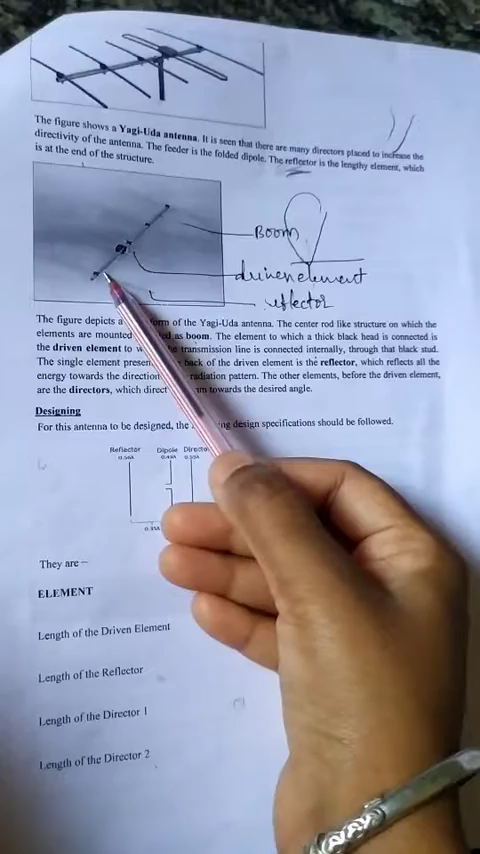 The figure shows a Yagi-Uda antenna. It is seen that there are many directors placed to increase the
directivity of the antenna. The feeder is the folded dipole. The reflector is the lengthy element, which
is at the end of the structure.
Boom
driven element
reflector
The figure depicts a form of the Yagi-Uda antenna. The center rod like structure on which the
elements are mounted as boom. The element to which a thick black head is connected is
the driven element to transmission line is connected internally, through that black stud.
The single element presen back of the driven element is the reflector, which reflects all the
energy towards the direction radiation pattern. The other elements, before the driven element,
are the directors, which direct towards the desired angle.
Designing
For this antenna to be designed, the ng design specifications should be followed.
Reflector Dipole Directo
They are –
ELEMENT
Length of the Driven Element
Length of the Reflector
Length of the Director 1
Length of the Director 2